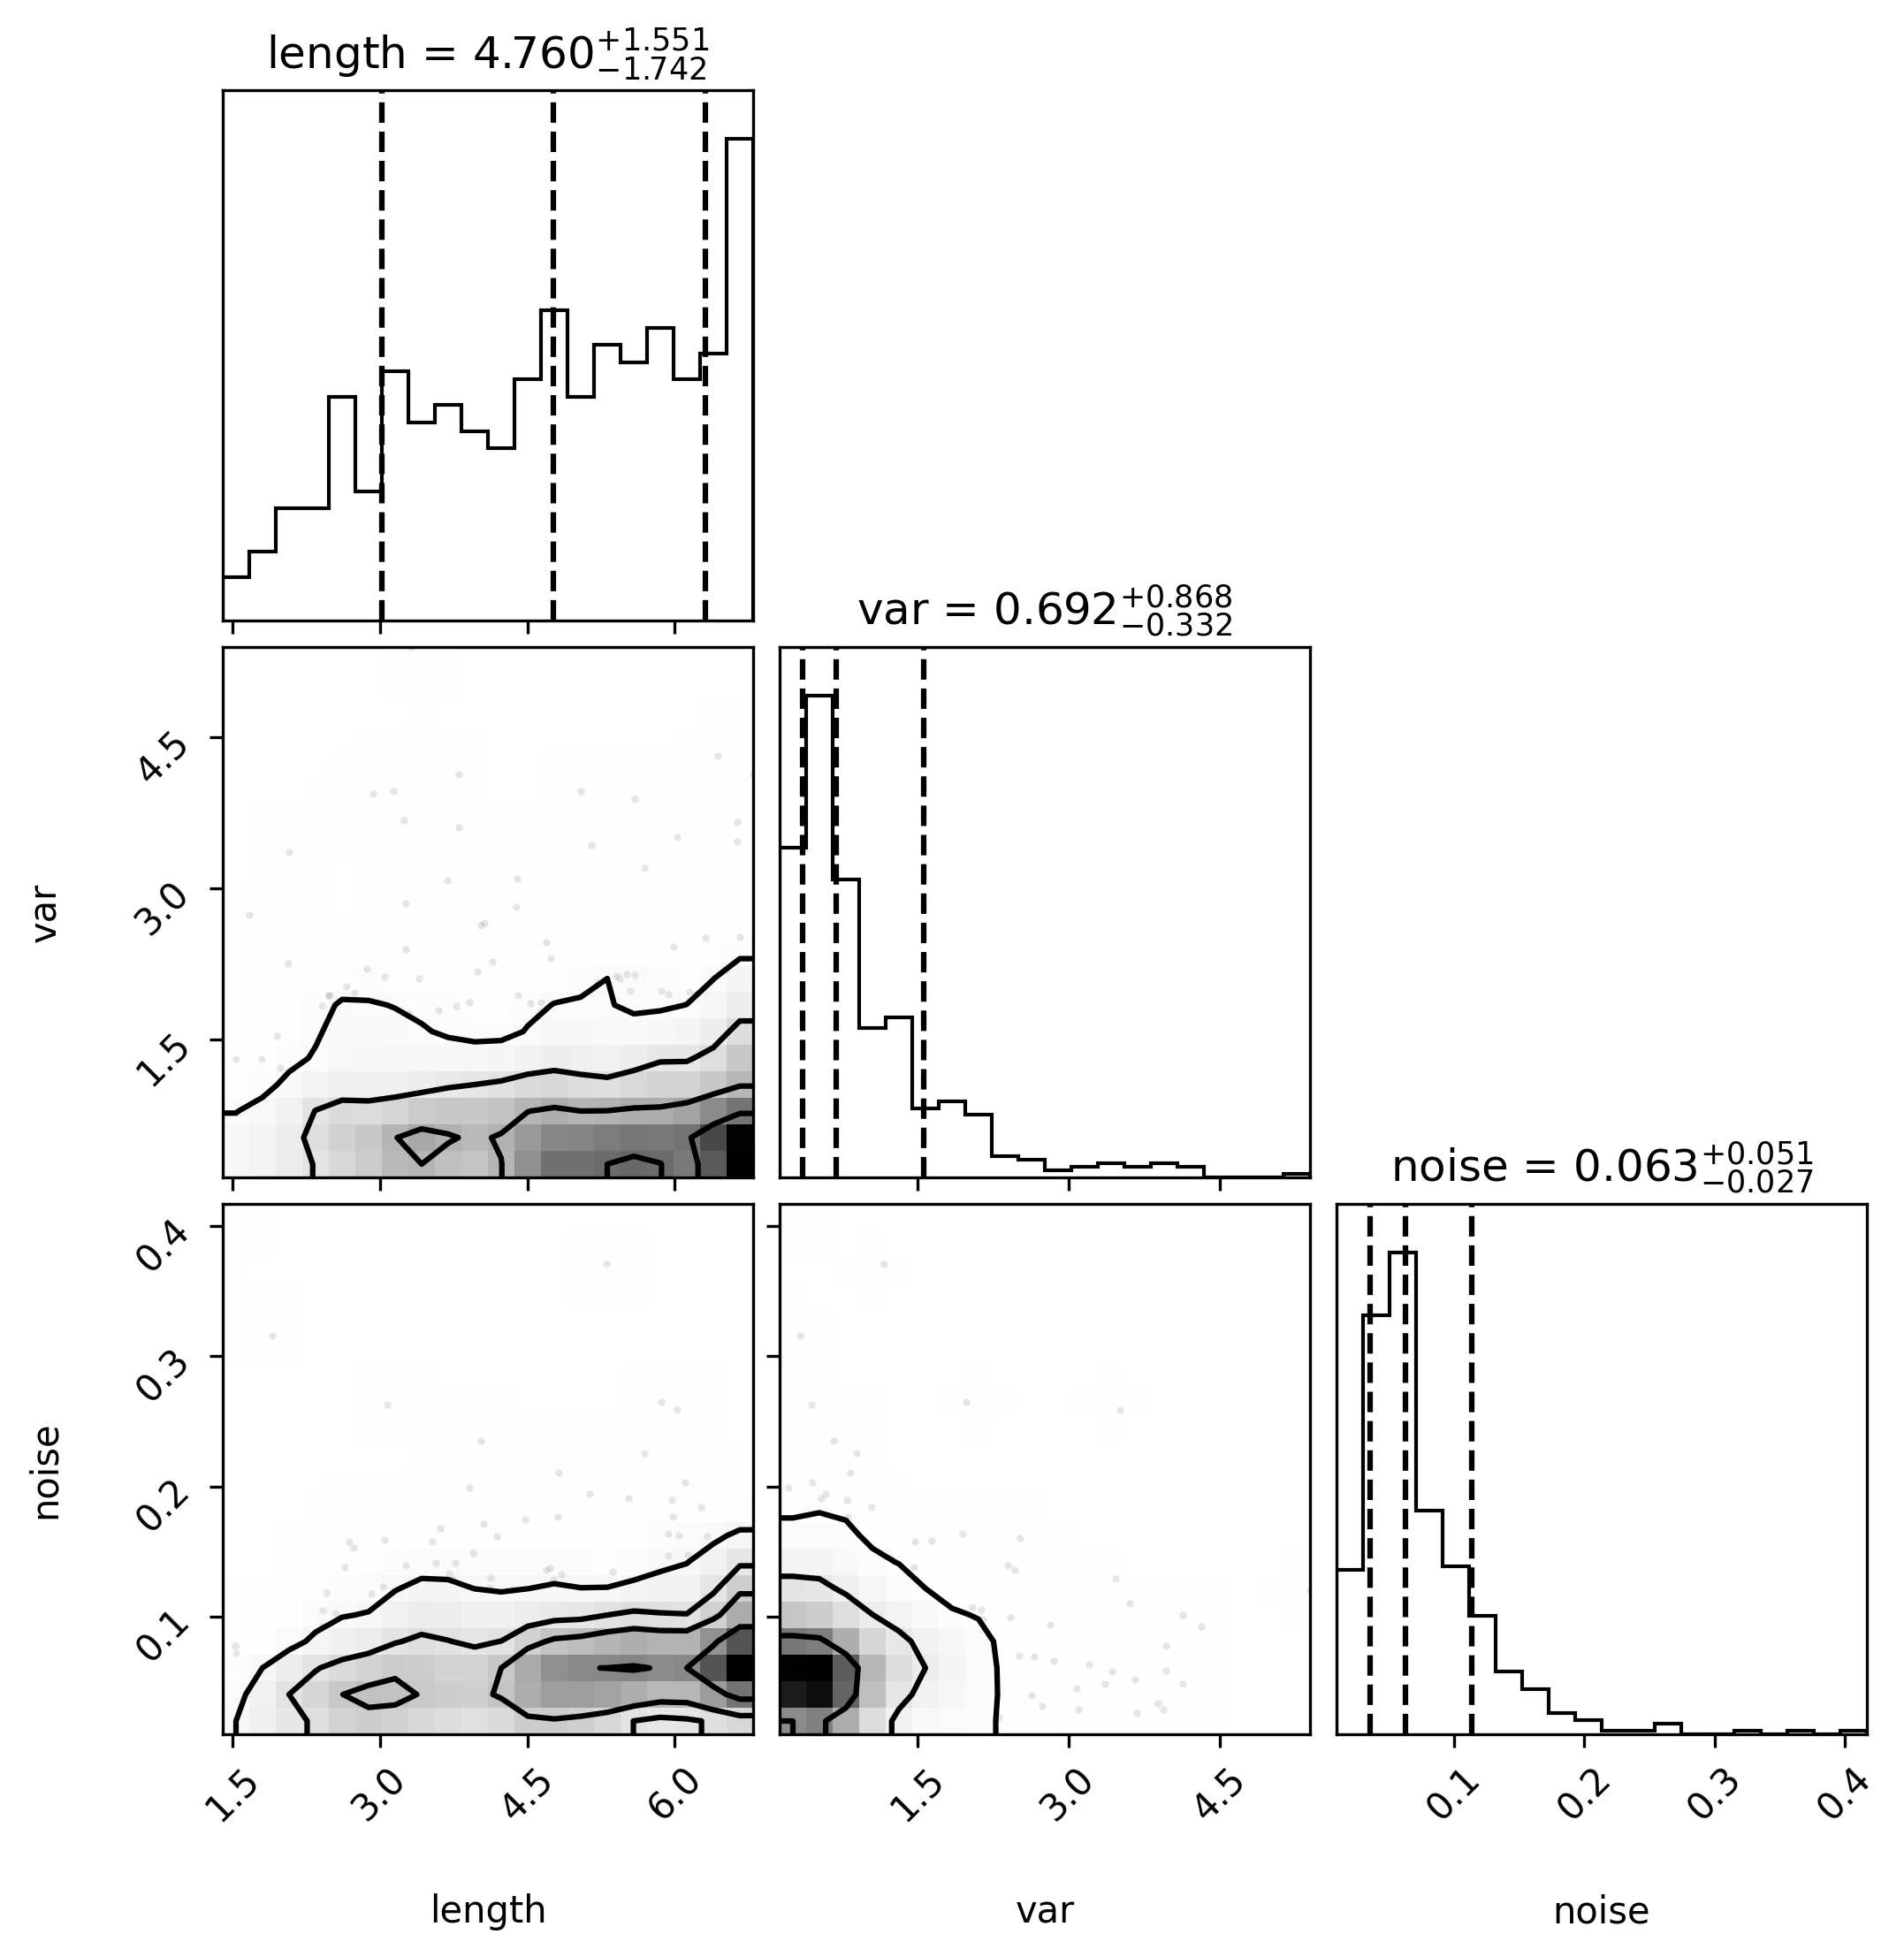 length = 4.760+1.551−1.742
var = 0.692+0.868−0.332
4.5
3.0
1.5
var
noise = 0.063+0.051−0.027
0.4
0.3
0.2
0.1
noise
1.5 3.0 4.5 6.0 1.5 3.0 4.5 0.1 0.2 0.3 0.4
length var noise